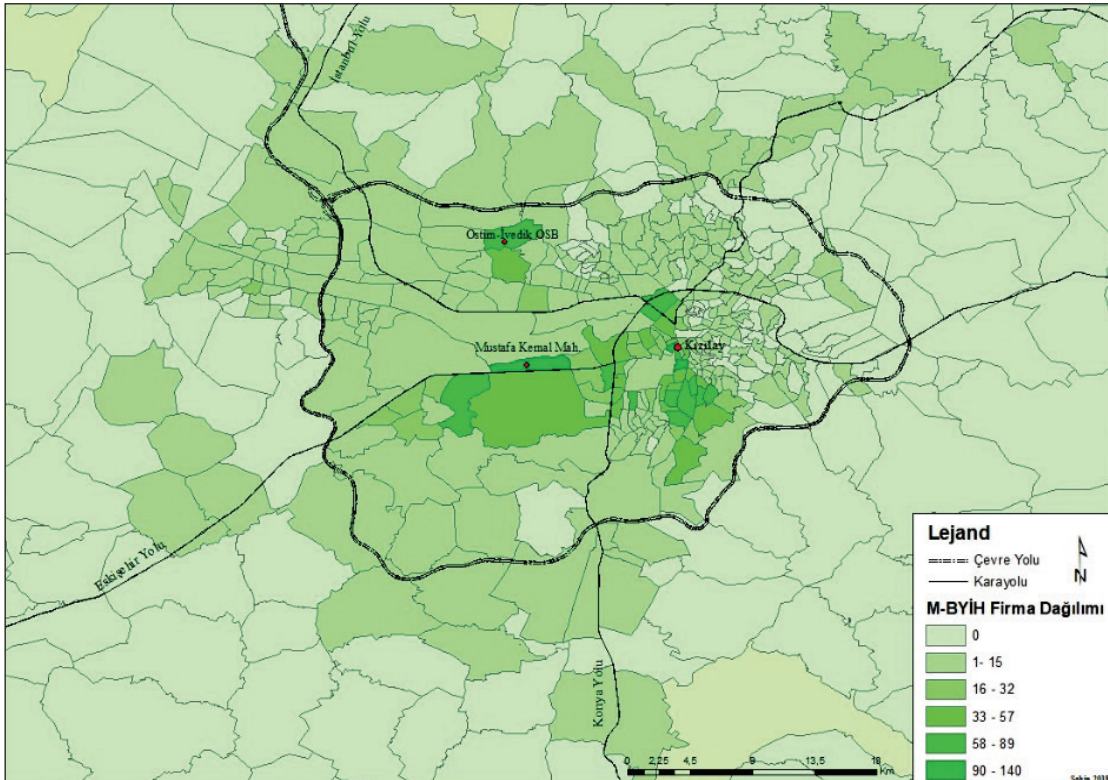 İstanbul Yolu
Ostim-İvedik OSB
Mustafa Kemal Mah.
Kızılay
Eskişehir Yolu
Konya Yolu
Lejand
Çevre Yolu
Karayolu
N
M-BYİH Firma Dağılımı
0
1- 15
16 - 32
33 - 57
58 - 89
90 - 140
0 2,25 4,5 9 13,5 18
Km